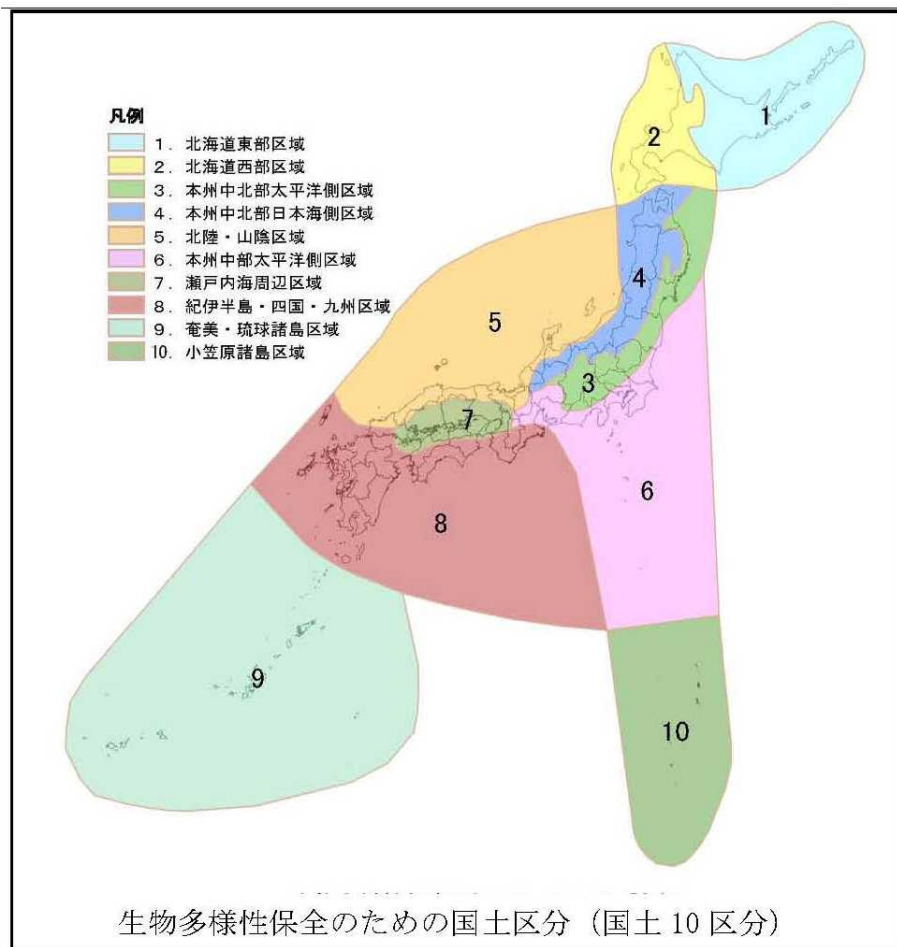 凡例
1. 北海道東部区域
2. 北海道西部区域
3. 本州中北部太平洋側区域
4. 本州中北部日本海側区域
5. 北陸・山陰区域
6. 本州中部太平洋側区域
7. 瀬戸内海周辺区域
8. 紀伊半島・四国・九州区域
9. 奄美・琉球諸島区域
10. 小笠原諸島区域
1
2
4
5
3
7
6
8
9
10
生物多様性保全のための国土区分（国土 10 区分）